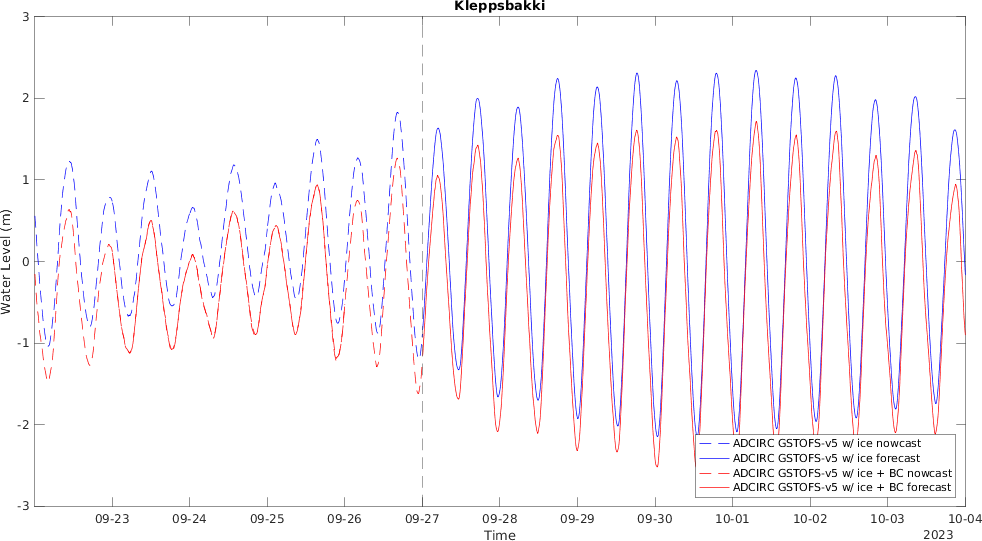 Kleppsbakki
3
2
1
0
-1
-2
-3
Water Level (m)
ADCIRC GSTOFS-v5 w/ ice nowcast
ADCIRC GSTOFS-v5 w/ ice forecast
ADCIRC GSTOFS-v5 w/ ice + BC nowcast
ADCIRC GSTOFS-v5 w/ ice + BC forecast
09-23 09-24 09-25 09-26 09-27 09-28 09-29 09-30 10-01 10-02 10-03 10-04
Time
2023